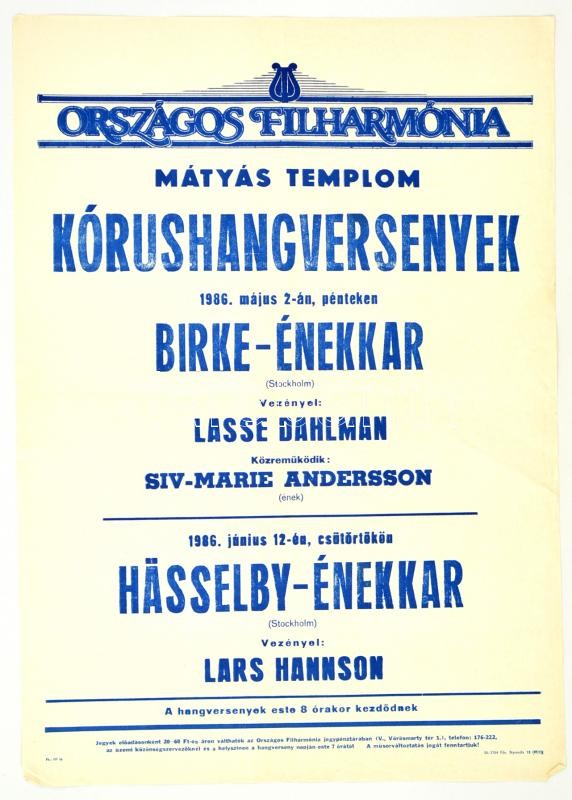 ORSZÁGOS FILHARMÓNIA
MÁTYÁS TEMPLOM
KÓRUSHANGVERSENYEK
1986. május 2-án, pénteken
BIRKE-ÉNEKKAR
(Stockholm)
Vezényel:
LASSE DAHLMAN
Közreműködik:
SIV-MARIE ANDERSSON
(ének)
1986. június 12-én, csütörtökön
HÄSSELBY-ÉNEKKAR
(Stockholm)
Vezényel:
LARS HANNSON
A hangversenyek este 8 órakor kezdődnek
Jegyek előadásonként 20-60 Ft-os áron válthatók az Országos Filharmónia jegypénztárában (V., Vörösmarty tér 1.), telefon: 176-222,
az üzemi közönségszervezőknél és a helyszínen a hangverseny napján este 7 órától A műsorváltoztatás jogát fenntartjuk!